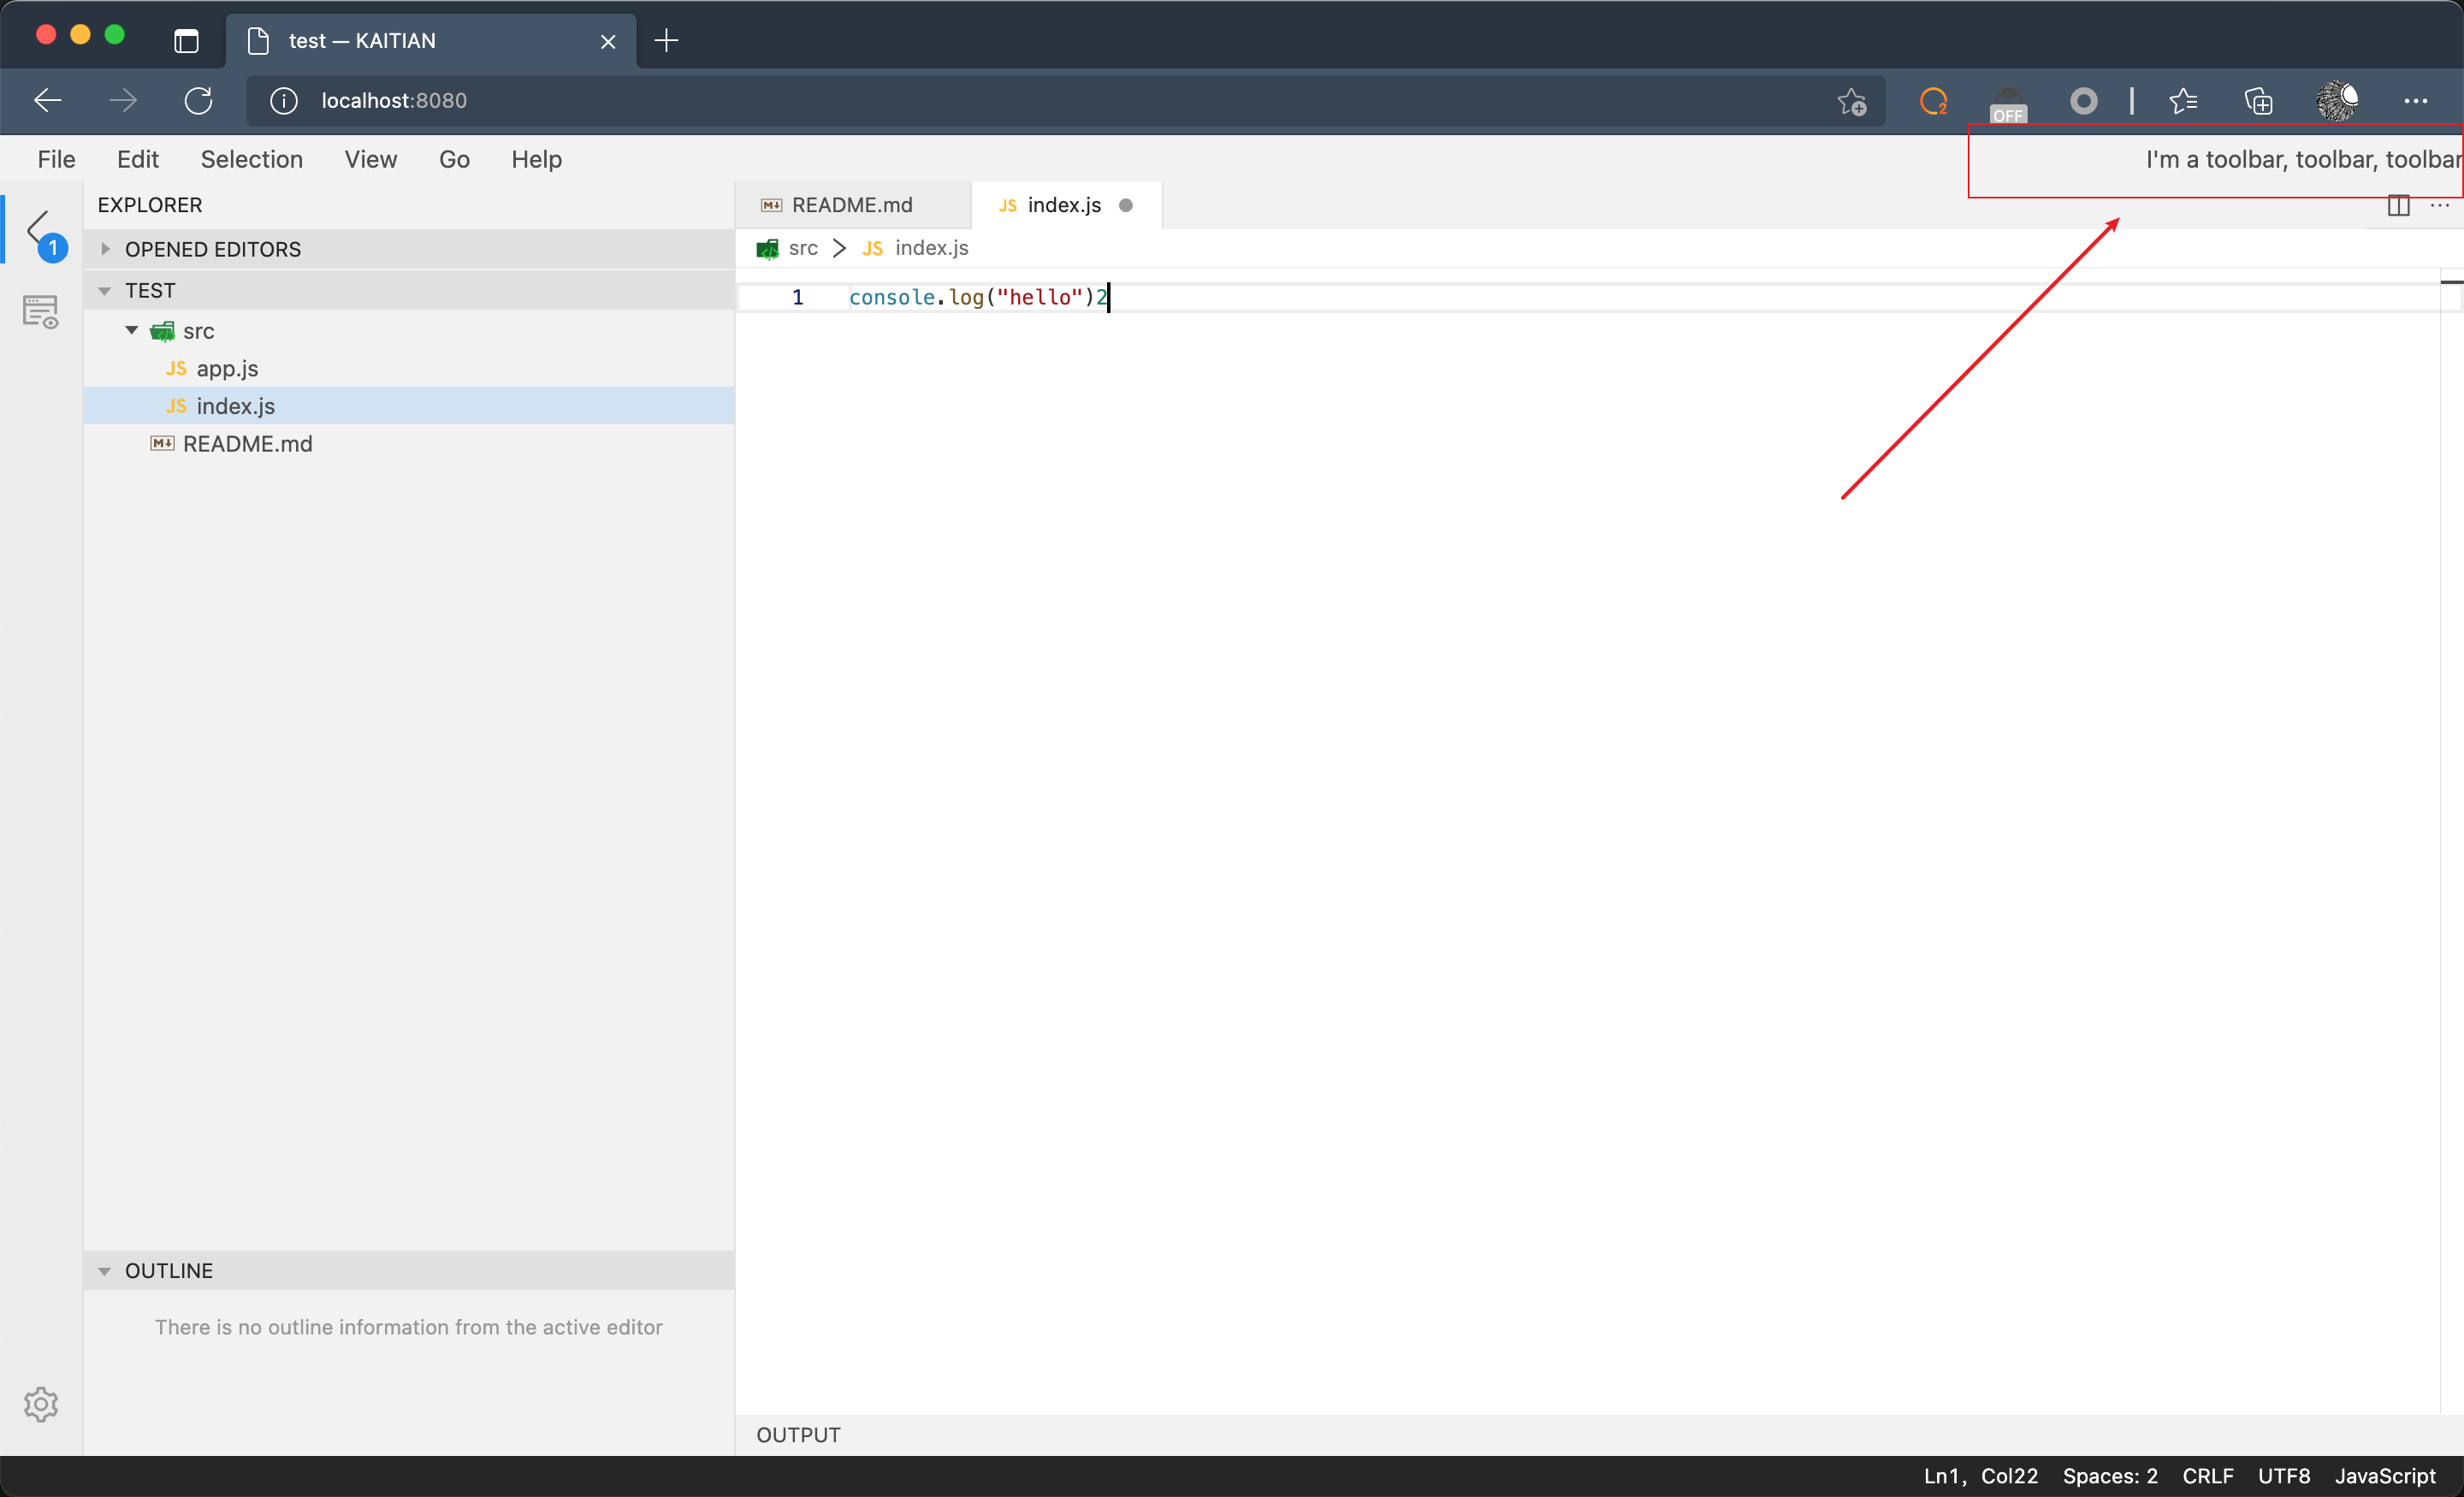 test — KAITIAN
localhost:8080
2
OFF
File Edit Selection View Go Help
I'm a toolbar, toolbar, toolbar
EXPLORER
1
OPENED EDITORS
TEST
src
JS app.js
JS index.js
M↓ README.md
M↓ README.md
JS index.js
src JS index.js
1 console.log("hello")2
OUTLINE
There is no outline information from the active editor
OUTPUT
Ln1, Col22 Spaces: 2 CRLF UTF8 JavaScript